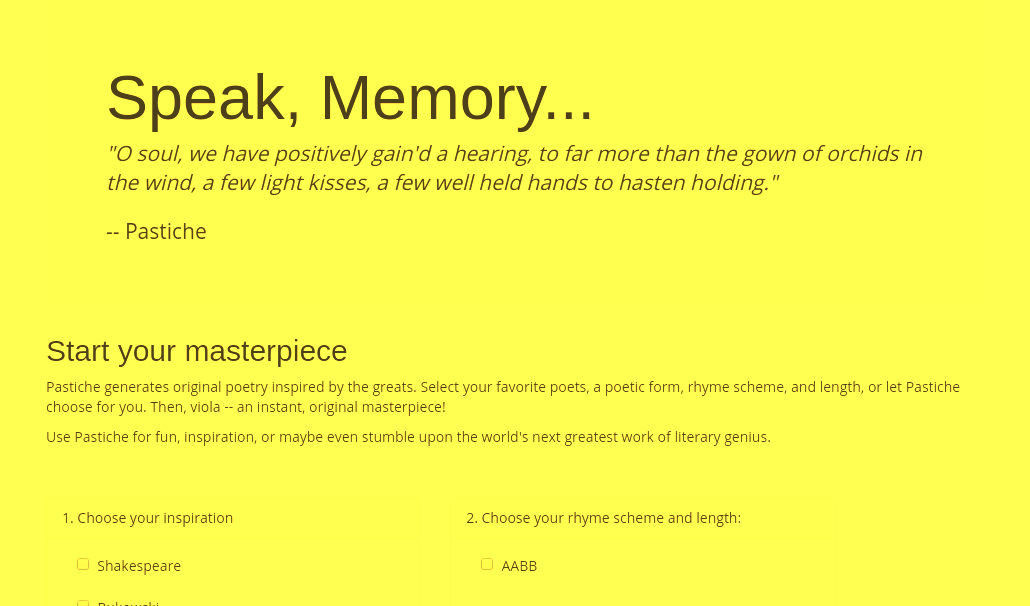 Speak, Memory...
"O soul, we have positively gain'd a hearing, to far more than the gown of orchids in
the wind, a few light kisses, a few well held hands to hasten holding."
-- Pastiche
Start your masterpiece
Pastiche generates original poetry inspired by the greats. Select your favorite poets, a poetic form, rhyme scheme, and length, or let Pastiche
choose for you. Then, viola -- an instant, original masterpiece!
Use Pastiche for fun, inspiration, or maybe even stumble upon the world's next greatest work of literary genius.
1. Choose your inspiration
2. Choose your rhyme scheme and length:
Shakespeare
AABB
Bukowski